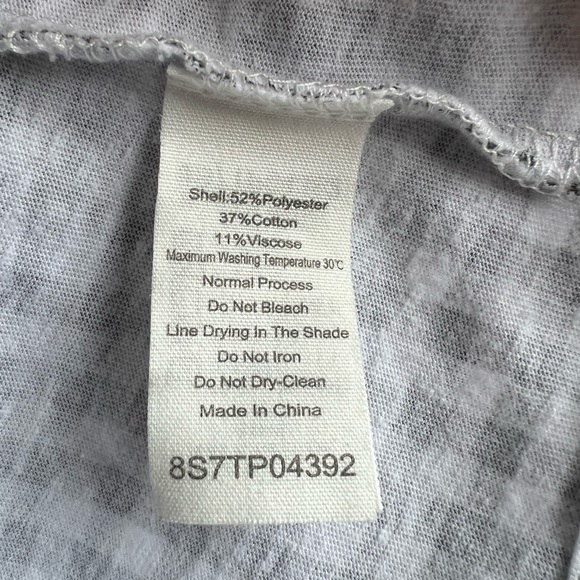 Shell:52%Polyester
37%Cotton
11%Viscose
Maximum Washing Temperature 30℃
Normal Process
Do Not Bleach
Line Drying In The Shade
Do Not Iron
Do Not Dry-Clean
Made In China
8S7TP04392